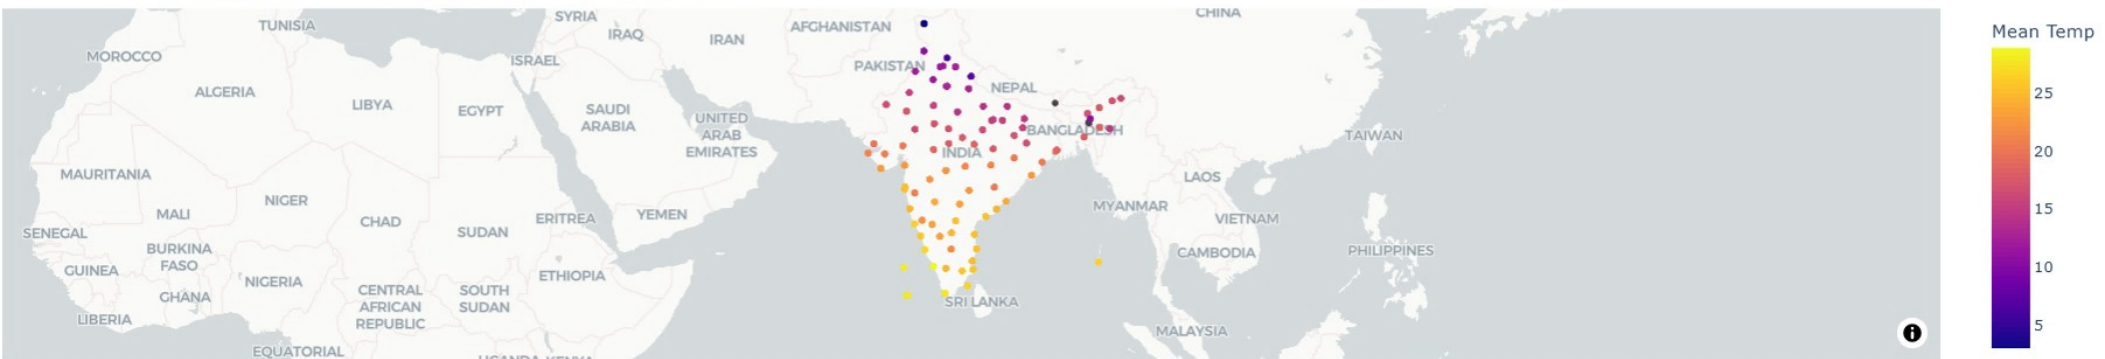 CHINA
SYRIA
TUNISIA
AFGHANISTAN
IRAQ
IRAN
MOROCCO
ISRAEL
PAKISTAN
NEPAL
ALGERIA
LIBYA
EGYPT
SAUDI
ARABIA
UNITED
ARAB
EMIRATES
BANGLADESH
TAIWAN
INDIA
MAURITANIA
LAOS
NIGER
MALI
CHAD
SUDAN
ERITREA
YEMEN
MYANMAR
VIETNAM
SENEGAL
BURKINA
FASO
PHILIPPINES
CAMBODIA
GUINEA
NIGERIA
ETHIOPIA
GHANA
CENTRAL
AFRICAN
REPUBLIC
SOUTH
SUDAN
SRI LANKA
LIBERIA
MALAYSIA
EQUATORIAL
UGANDA
KENYA
Mean Temp
25
20
15
10
5